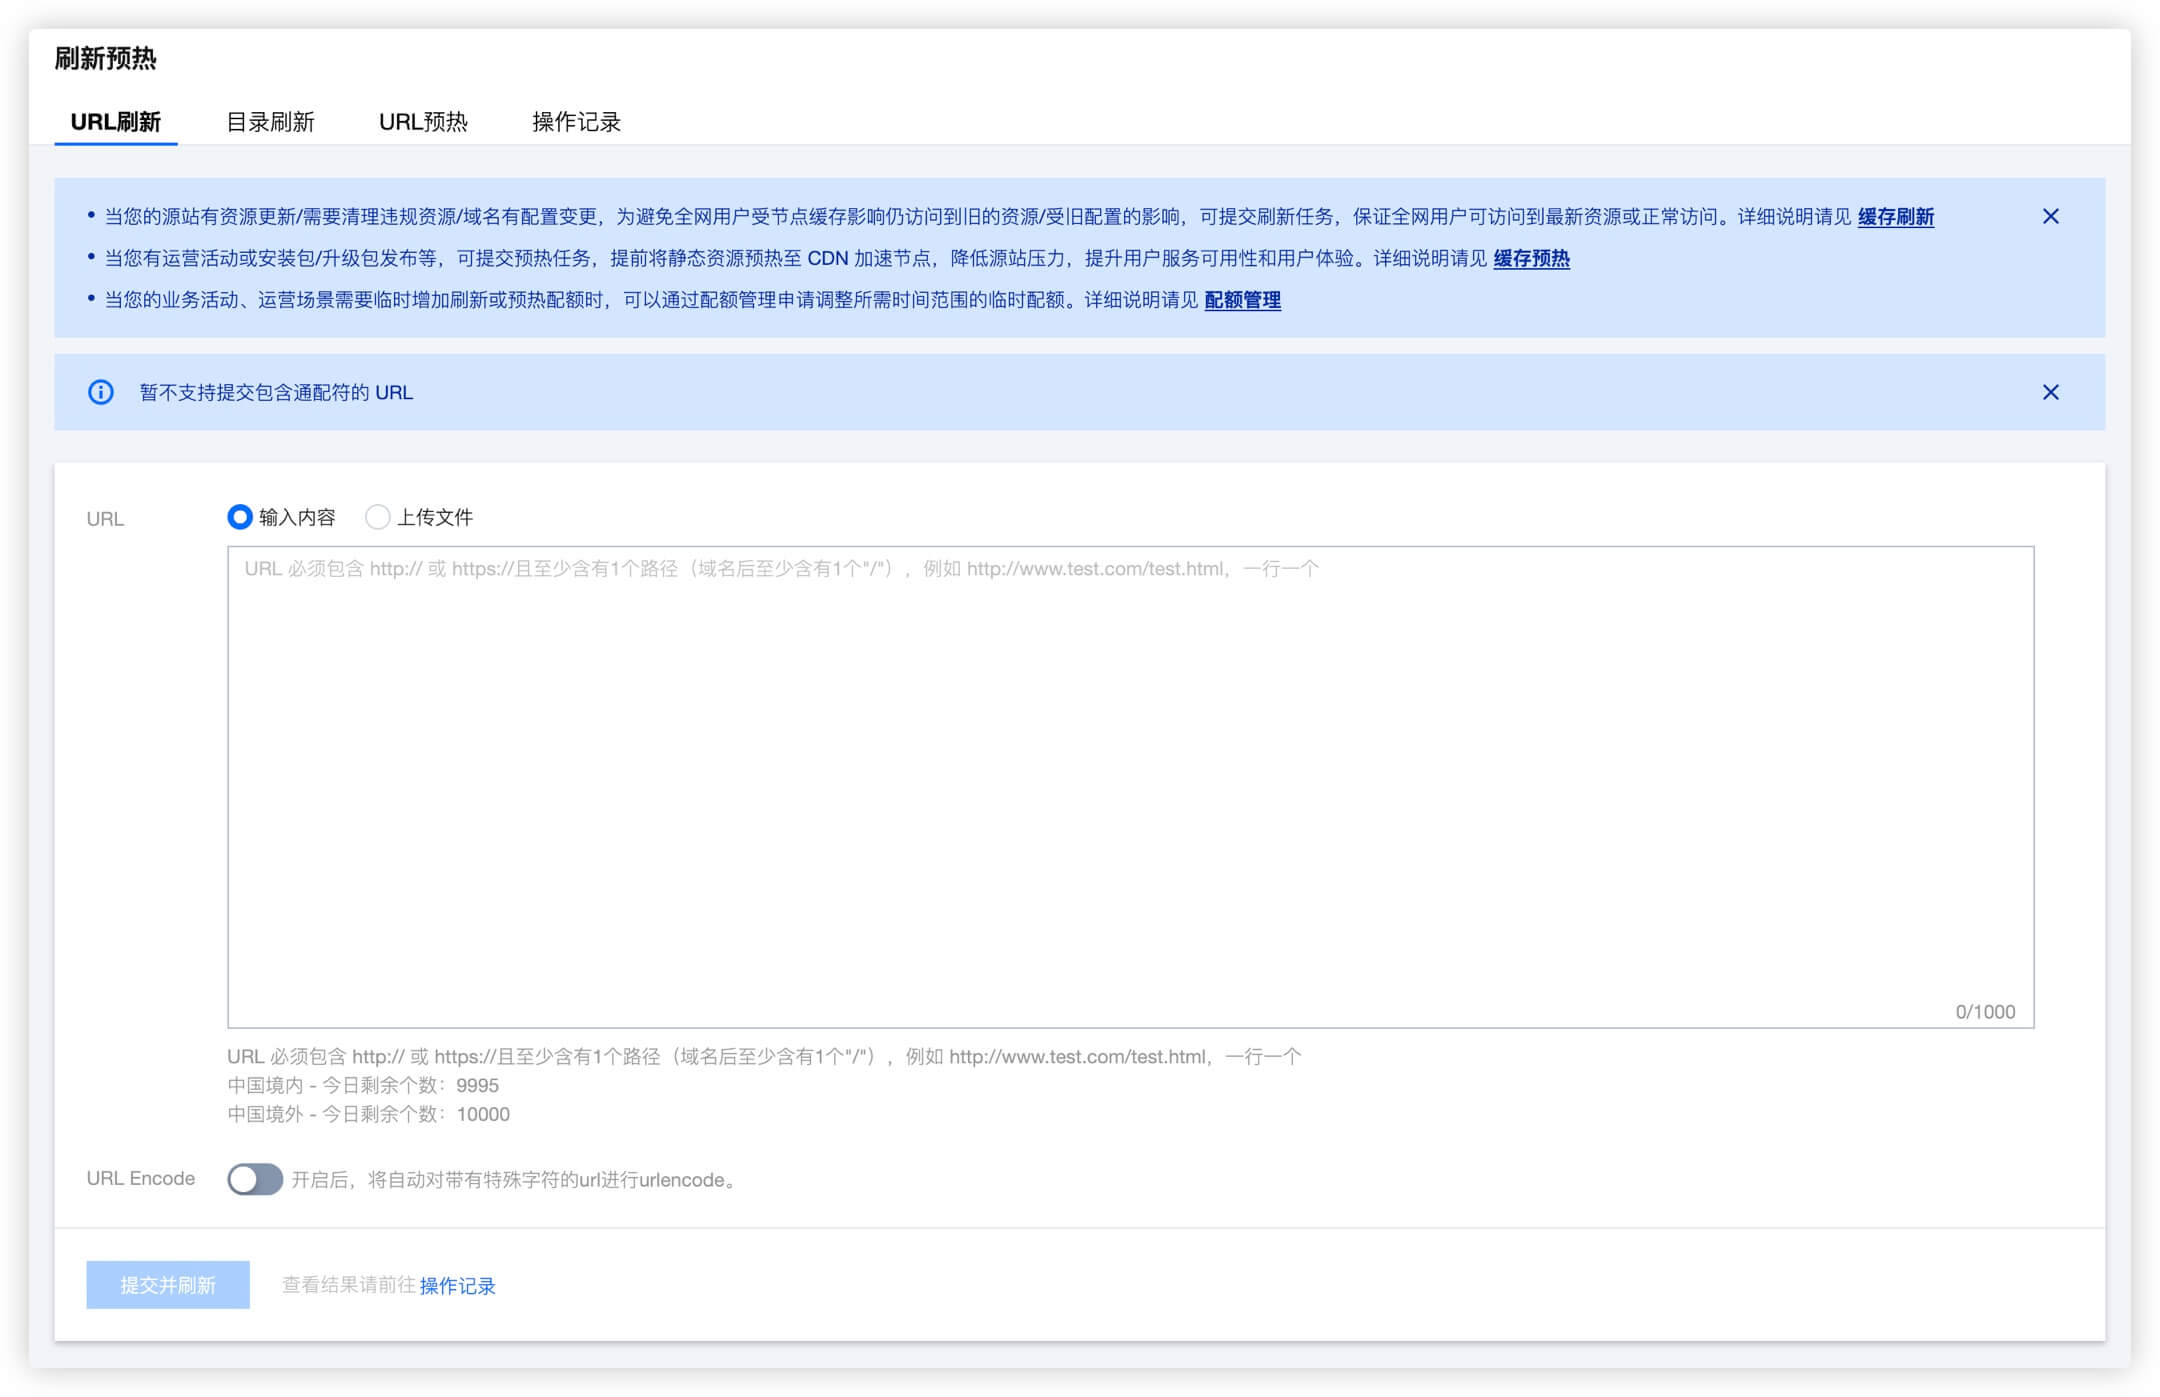 刷新预热
URL刷新 目录刷新 URL预热 操作记录
• 当您的源站有资源更新/需要清理违规资源/域名有配置变更，为避免全网用户受节点缓存影响仍访问到旧的资源/受旧配置的影响，可提交刷新任务，保证全网用户可访问到最新资源或正常访问。详细说明请见 缓存刷新
• 当您有运营活动或安装包/升级包发布等，可提交预热任务，提前将静态资源预热至 CDN 加速节点，降低源站压力，提升用户服务可用性和用户体验。详细说明请见 缓存预热
• 当您的业务活动、运营场景需要临时增加刷新或预热配额时，可以通过配额管理申请调整所需时间范围的临时配额。详细说明请见 配额管理
暂不支持提交包含通配符的 URL
URL 输入内容 上传文件
URL 必须包含 http:// 或 https://且至少含有1个路径（域名后至少含有1个"/"），例如 http://www.test.com/test.html，一行一个
0/1000
URL 必须包含 http:// 或 https://且至少含有1个路径（域名后至少含有1个"/"），例如 http://www.test.com/test.html，一行一个
中国境内 - 今日剩余个数：9995
中国境外 - 今日剩余个数：10000
URL Encode 开启后，将自动对带有特殊字符的url进行urlencode。
提交并刷新 查看结果请前往 操作记录